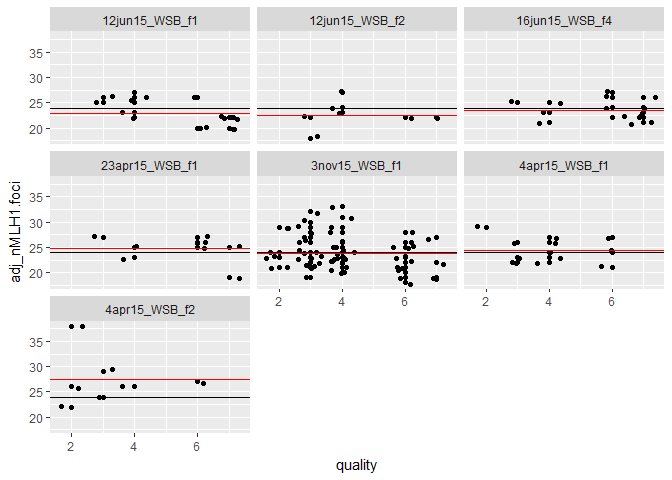 12jun15_WSB_f1 12jun15_WSB_f2 16jun15_WSB_f4
35
30
25
20
23apr15_WSB_f1 3nov15_WSB_f1 4apr15_WSB_f1
35
30
25
20
adj_nMLH1.foci
2 4 6 2 4 6
4apr15_WSB_f2
35
30
25
20
2 4 6
quality